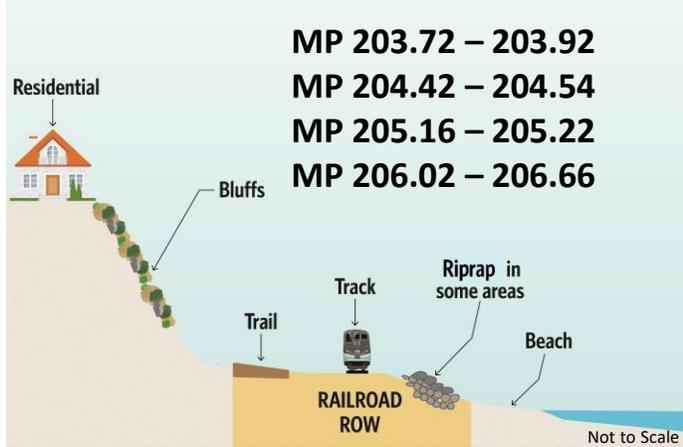 MP 203.72 – 203.92
MP 204.42 – 204.54
MP 205.16 – 205.22
MP 206.02 – 206.66
Residential
Bluffs
Trail
Track
Riprap in
some areas
Beach
RAILROAD
ROW
Not to Scale